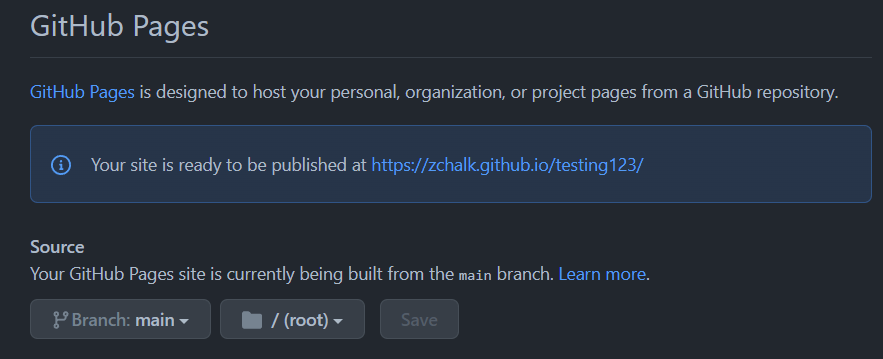 GitHub Pages
GitHub Pages is designed to host your personal, organization, or project pages from a GitHub repository.
Your site is ready to be published at https://zchalk.github.io/testing123/
Source
Your GitHub Pages site is currently being built from the main branch. Learn more.
Branch: main / (root) Save